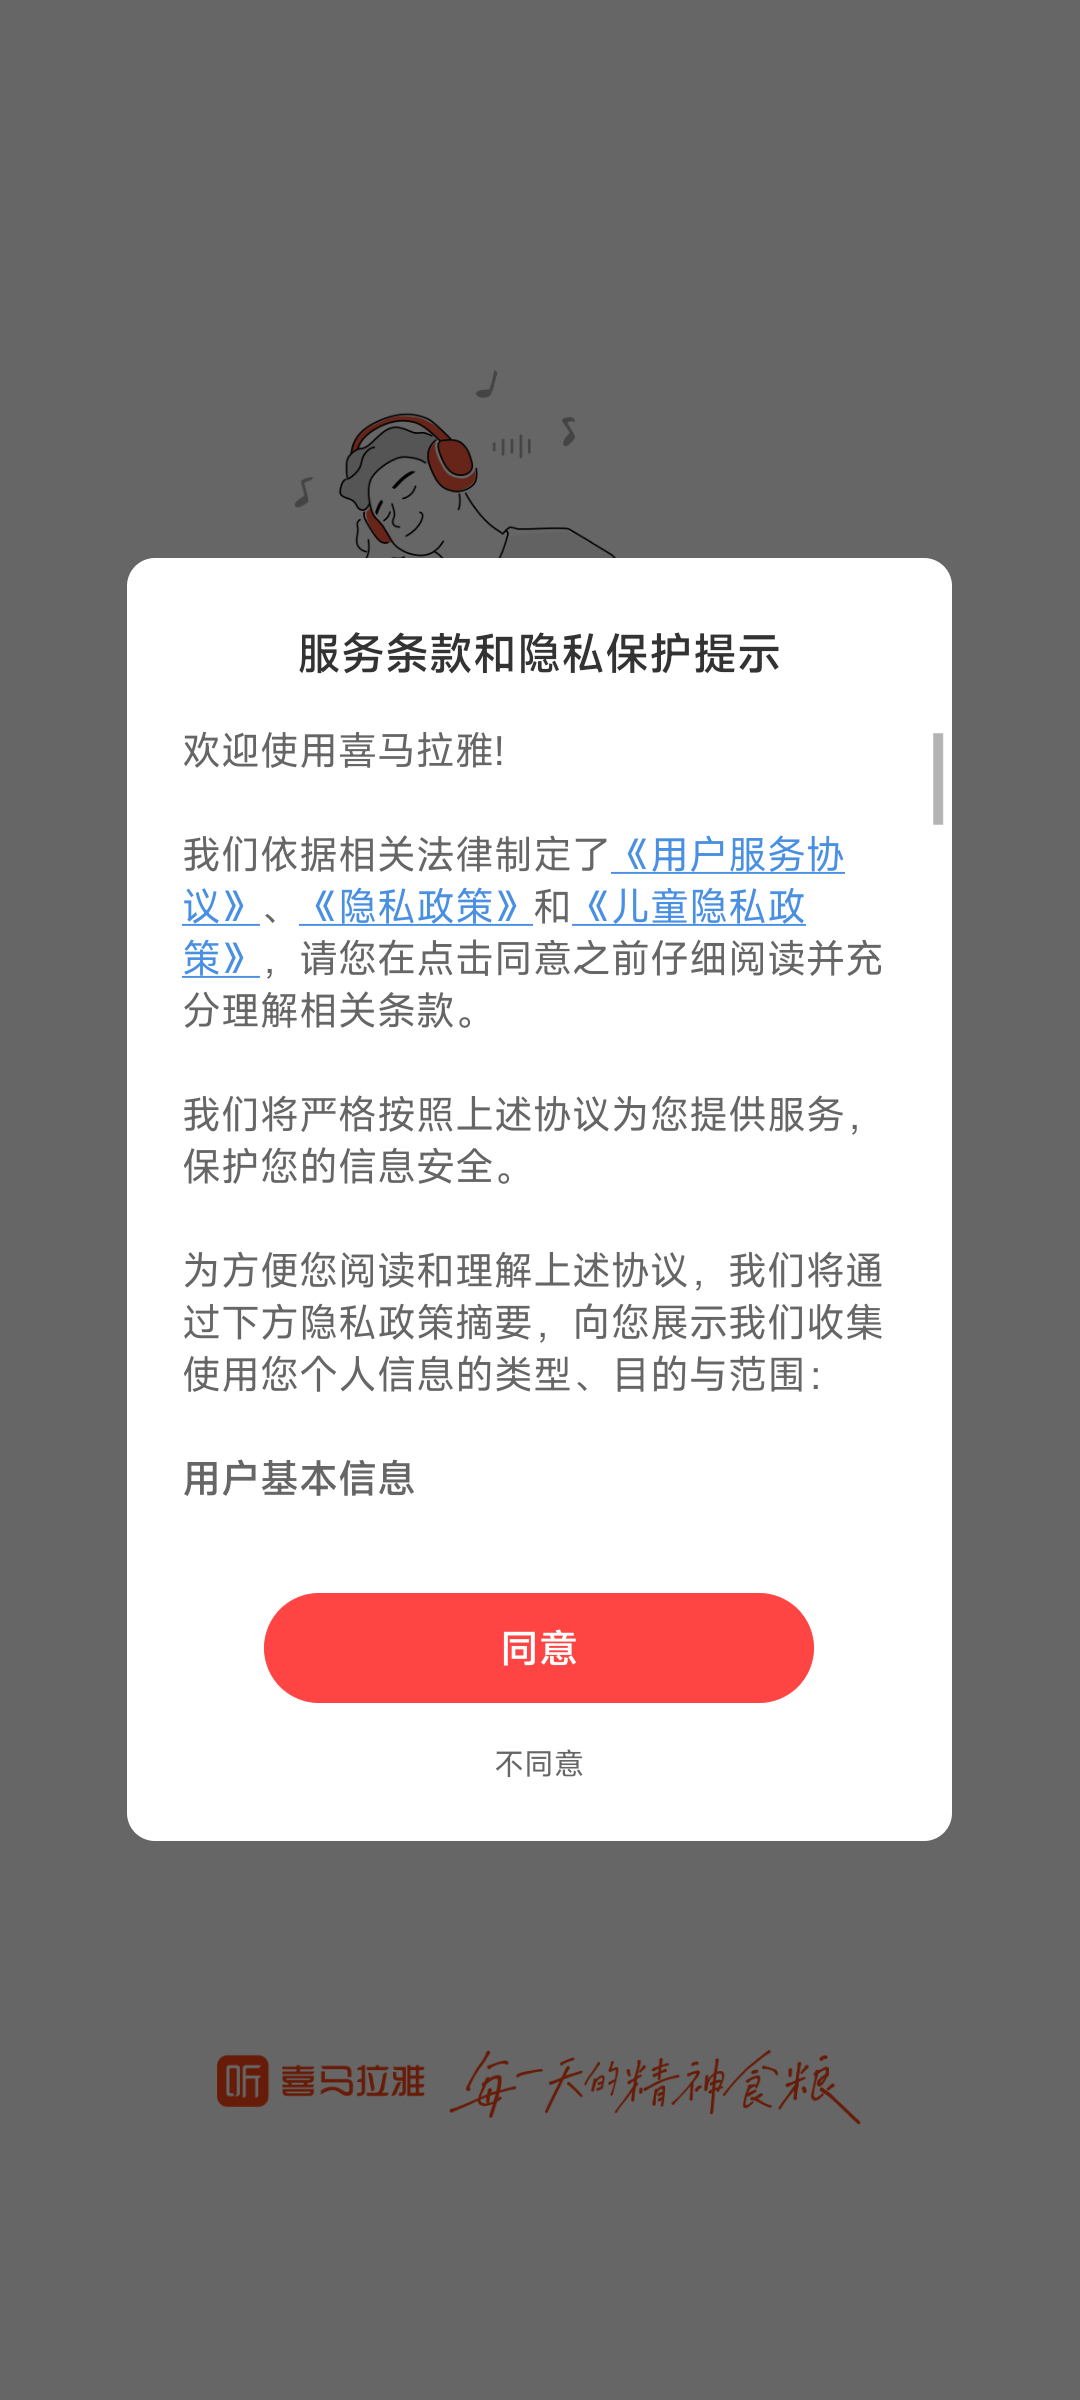 服务条款和隐私保护提示
欢迎使用喜马拉雅!
我们依据相关法律制定了《用户服务协
议》、《隐私政策》和《儿童隐私政
策》，请您在点击同意之前仔细阅读并充
分理解相关条款。
我们将严格按照上述协议为您提供服务，
保护您的信息安全。
为方便您阅读和理解上述协议，我们将通
过下方隐私政策摘要，向您展示我们收集
使用您个人信息的类型、目的与范围：
用户基本信息
同意
不同意
听 喜马拉雅 每一天的精神食粮